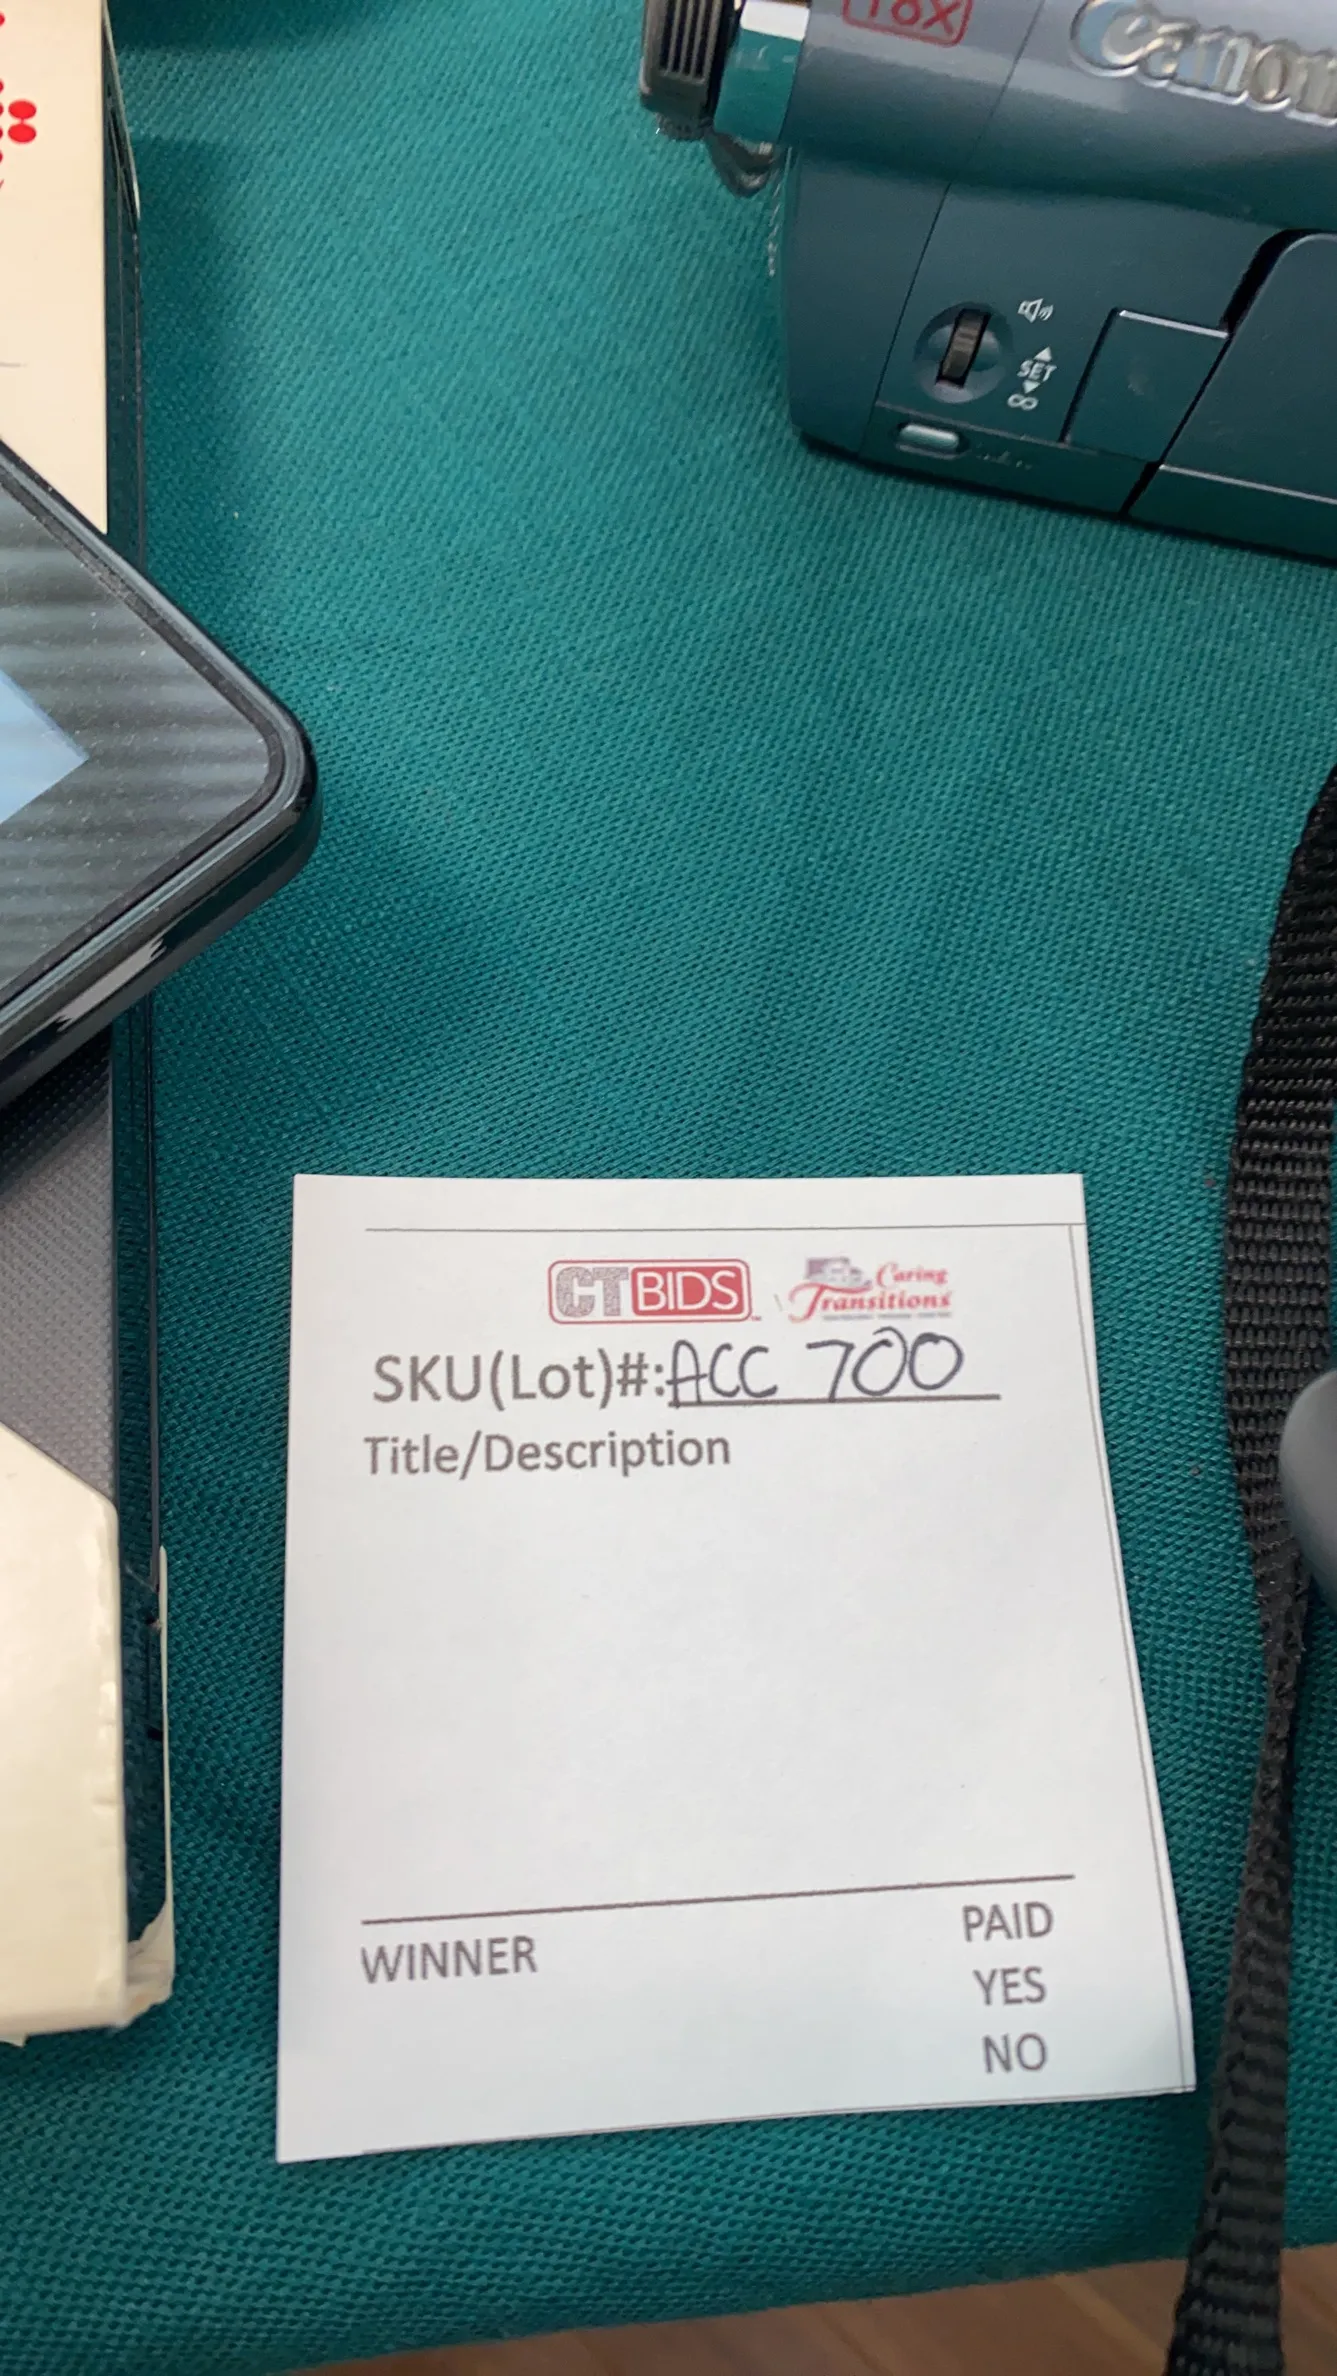 18x
Canon
SET
∞
CTBIDS
Caring
Transitions
SKU(Lot)#:ACC 700
Title/Description
WINNER
PAID
YES
NO